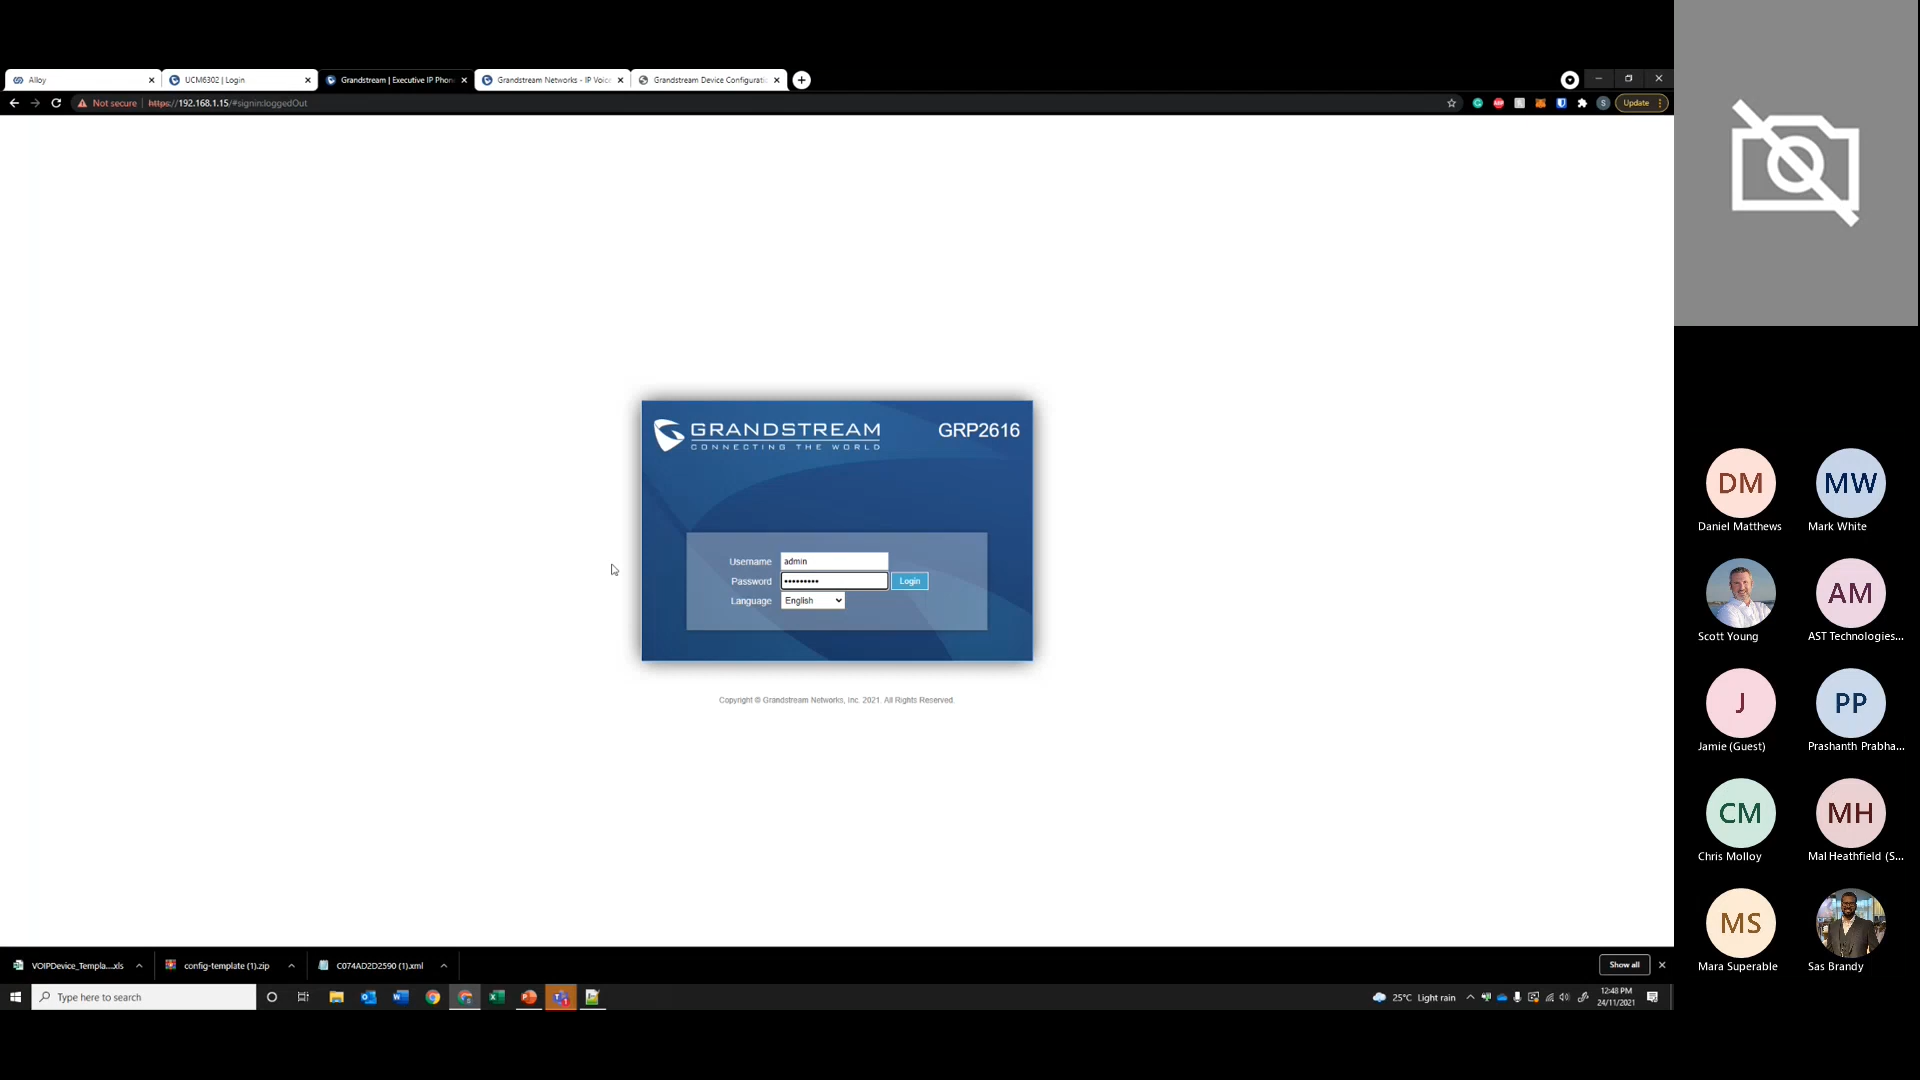 Alloy
UCM6302 | Login
Grandstream | Executive IP Phon
Grandstream Networks - IP Voice
Grandstream Device Configurati
Not secure
https://192.168.1.15/#signin:loggedOut
S
Update
GRANDSTREAM
CONNECTING THE WORLD
GRP2616
Username
admin
Password
•••••••••
Login
Language
English
Copyright © Grandstream Networks, Inc. 2021. All Rights Reserved.
VOIPDevice_Templa....xls
config-template (1).zip
C074AD2D2590 (1).xml
Show all
Type here to search
25°C Light rain
12:48 PM
24/11/2021
DM
Daniel Matthews
MW
Mark White
Scott Young
AM
AST Technologies...
J
Jamie (Guest)
PP
Prashanth Prabha...
CM
Chris Molloy
MH
Mal Heathfield (S...
MS
Mara Superable
Sas Brandy